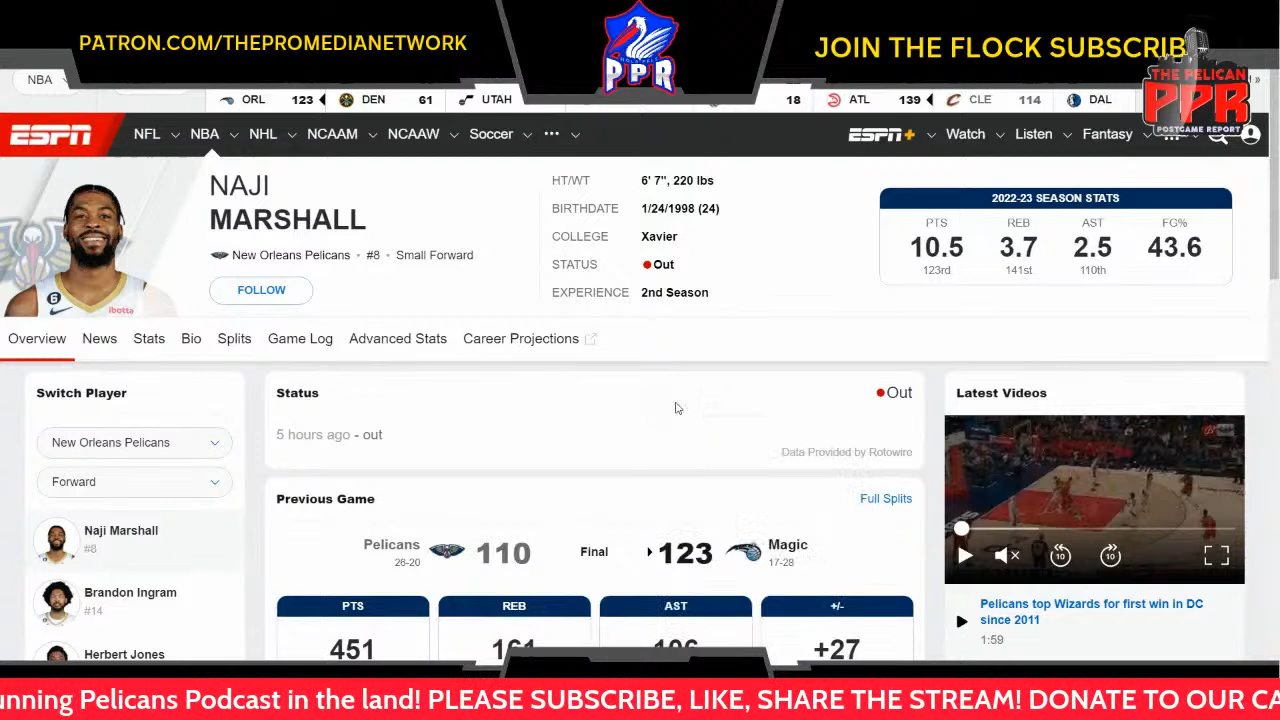 PATRON.COM/THEPROMEDIANETWORK
NOLA PELS
PPR
JOIN THE FLOCK SUBSCRIB
THE PELICAN
PPR
POSTGAME REPORT
NBA
ORL 123 DEN 61 UTAH 18 ATL 139 CLE 114 DAL
ESPN NFL NBA NHL NCAAM NCAAW Soccer ••• ESPN+ Watch Listen Fantasy •••
NAJI
MARSHALL
New Orleans Pelicans • #8 • Small Forward
FOLLOW
HT/WT 6' 7", 220 lbs
BIRTHDATE 1/24/1998 (24)
COLLEGE Xavier
STATUS Out
EXPERIENCE 2nd Season
2022-23 SEASON STATS
PTS REB AST FG%
10.5 3.7 2.5 43.6
123rd 141st 110th
6
ibotta
Overview News Stats Bio Splits Game Log Advanced Stats Career Projections
Switch Player
New Orleans Pelicans
Forward
Naji Marshall
#8
Brandon Ingram
#14
Herbert Jones
Status Out
5 hours ago - out
Data Provided by Rotowire
Previous Game Full Splits
Pelicans 110 Final 123 Magic
26-20 17-28
PTS REB AST +/-
451 161 106 +27
Latest Videos
10 10
Pelicans top Wizards for first win in DC
since 2011
1:59
unning Pelicans Podcast in the land! PLEASE SUBSCRIBE, LIKE, SHARE THE STREAM! DONATE TO OUR CA